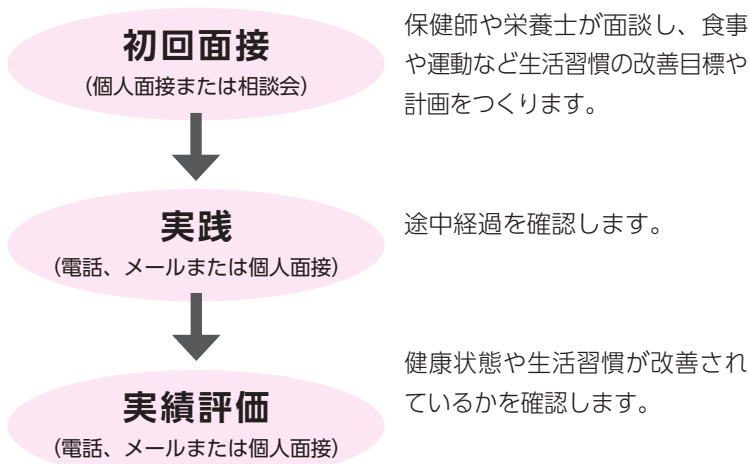 初回面接
(個人面接または相談会)
保健師や栄養士が面談し、食事
や運動など生活習慣の改善目標や
計画をつくります。
実践
(電話、メールまたは個人面接)
途中経過を確認します。
実績評価
(電話、メールまたは個人面接)
健康状態や生活習慣が改善され
ているかを確認します。